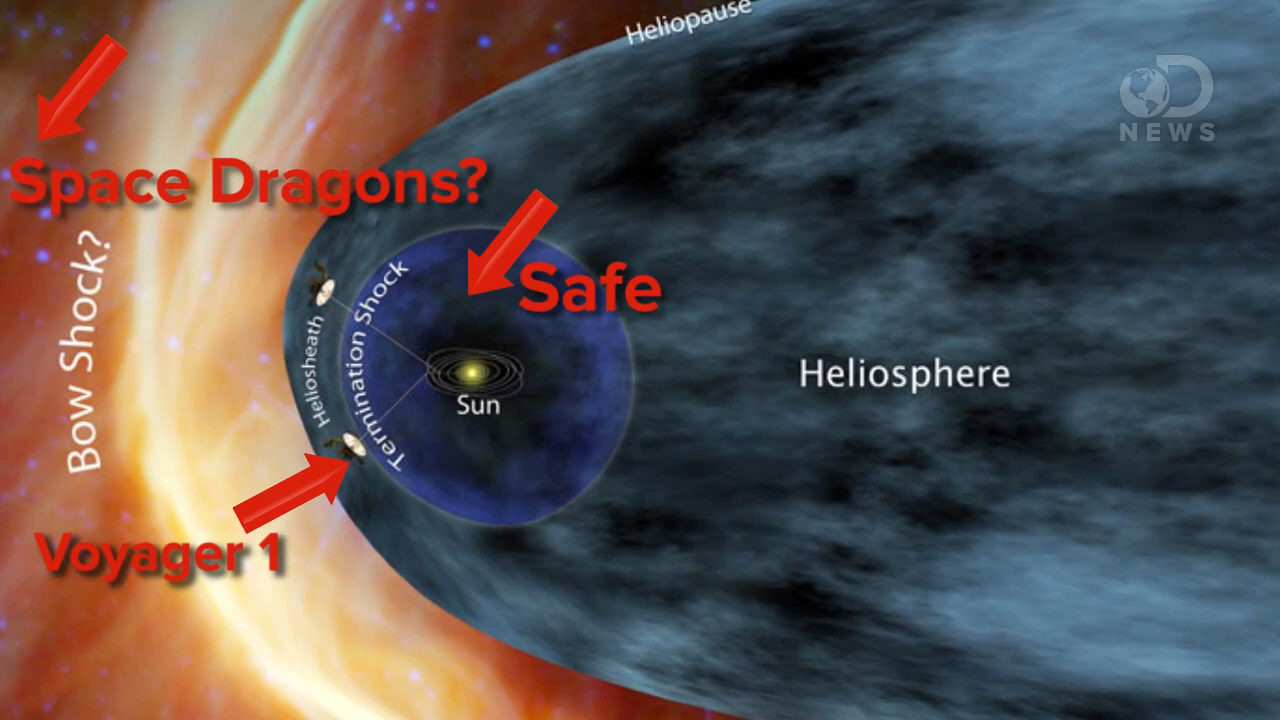 Heliopause
D
NEWS
Space Dragons?
Bow Shock?
Safe
Heliosheath
Termination Shock
Sun
Heliosphere
Voyager 1